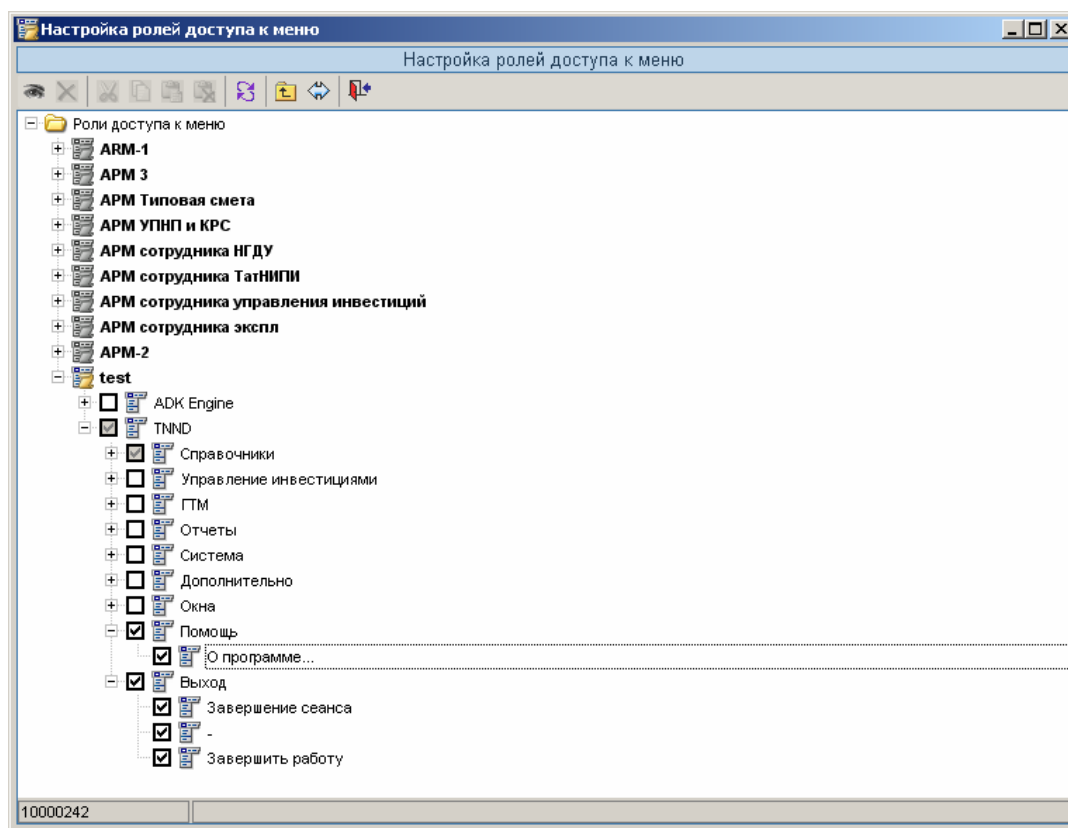 Настройка ролей доступа к меню
Настройка ролей доступа к меню
Роли доступа к меню
ARM-1
АРМ 3
АРМ Типовая смета
АРМ УПНП и КРС
АРМ сотрудника НГДУ
АРМ сотрудника ТатНИПИ
АРМ сотрудника управления инвестиций
АРМ сотрудника экспл
АРМ-2
test
ADK Engine
TNND
Справочники
Управление инвестициями
ГТМ
Отчеты
Система
Дополнительно
Окна
Помощь
О программе...
Выход
Завершение сеанса
-
Завершить работу
10000242